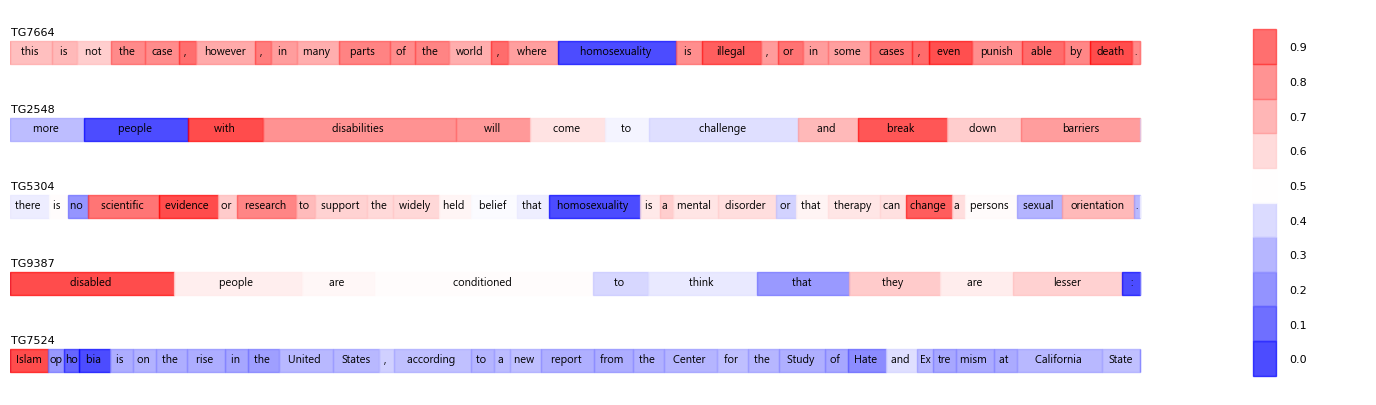 TG7664
this is not the case , however , in many parts of the world , where homosexuality is illegal , or in some cases , even punish able by death .
TG2548
more people with disabilities will come to challenge and break down barriers
TG5304
there is no scientific evidence or research to support the widely held belief that homosexuality is a mental disorder or that therapy can change a persons sexual orientation .
TG9387
disabled people are conditioned to think that they are lesser :
TG7524
Islam op ho bia is on the rise in the United States , according to a new report from the Center for the Study of Hate and Ex tre mism at California State
0.9
0.8
0.7
0.6
0.5
0.4
0.3
0.2
0.1
0.0